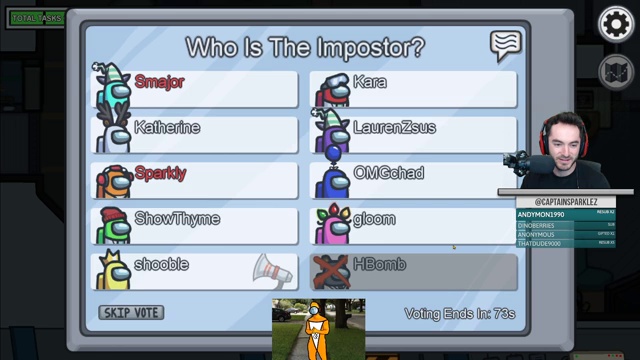 TOTAL TASKS
Who Is The Impostor?
Smajor
Kara
Katherine
LaurenZsus
Sparkly
OMGchad
ShowThyme
gloom
shooble
HBomb
SKIP VOTE
Voting Ends In: 73s
@CAPTAINSPARKLEZ
ANDYMON1990
DINOBERRIES
ANONYMOUS
THATDUDE9000